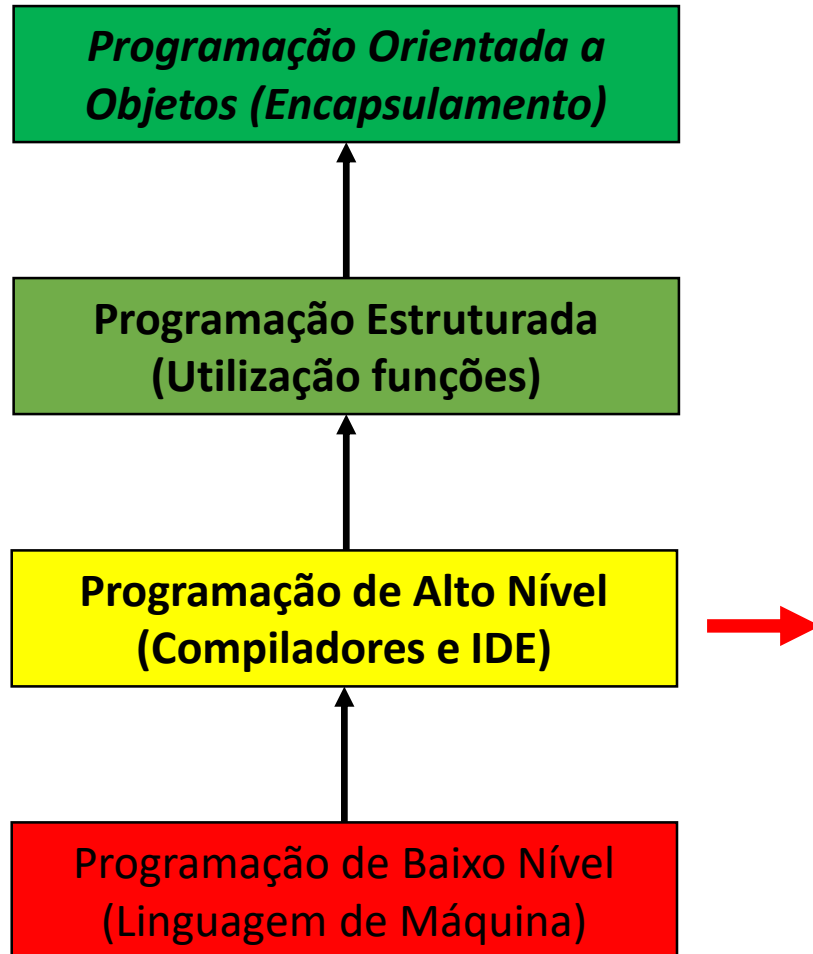 Programação Orientada a
Objetos (Encapsulamento)
Programação Estruturada
(Utilização funções)
Programação de Alto Nível
(Compiladores e IDE)
Programação de Baixo Nível
(Linguagem de Máquina)